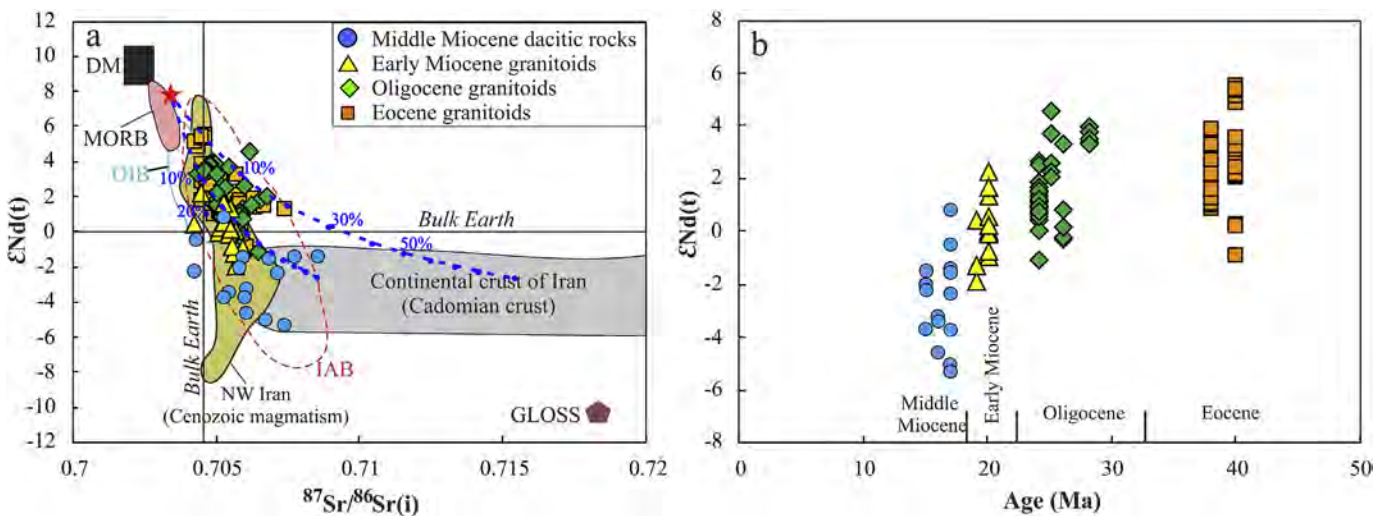 a
12
10
8
6
4
2
0
-2
-4
-6
-8
-10
-12
εNd(t)
DM
MORB
OIB
10%
20%
10%
30%
50%
Middle Miocene dacitic rocks
Early Miocene granitoids
Oligocene granitoids
Eocene granitoids
Bulk Earth
Continental crust of Iran
(Cadomian crust)
Bulk Earth
IAB
NW Iran
(Cenozoic magmatism)
GLOSS
0.7
0.705
0.71
0.715
0.72
⁸⁷Sr/⁸⁶Sr(i)
b
8
6
4
2
0
-2
-4
-6
-8
εNd(t)
Middle
Miocene
Early Miocene
Oligocene
Eocene
0
10
20
30
40
50
Age (Ma)